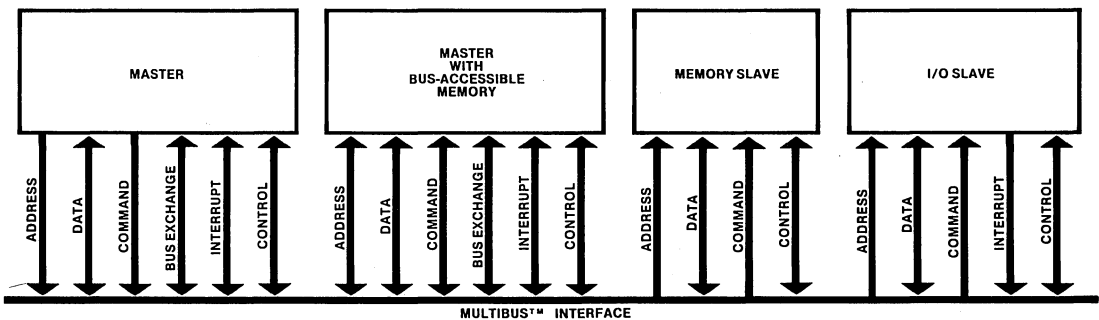 MASTER
MASTER
WITH
BUS-ACCESSIBLE
MEMORY
MEMORY SLAVE
I/O SLAVE
ADDRESS
DATA
COMMAND
BUS EXCHANGE
INTERRUPT
CONTROL
ADDRESS
DATA
COMMAND
BUS EXCHANGE
INTERRUPT
CONTROL
ADDRESS
DATA
COMMAND
CONTROL
ADDRESS
DATA
COMMAND
INTERRUPT
CONTROL
MULTIBUS™ INTERFACE